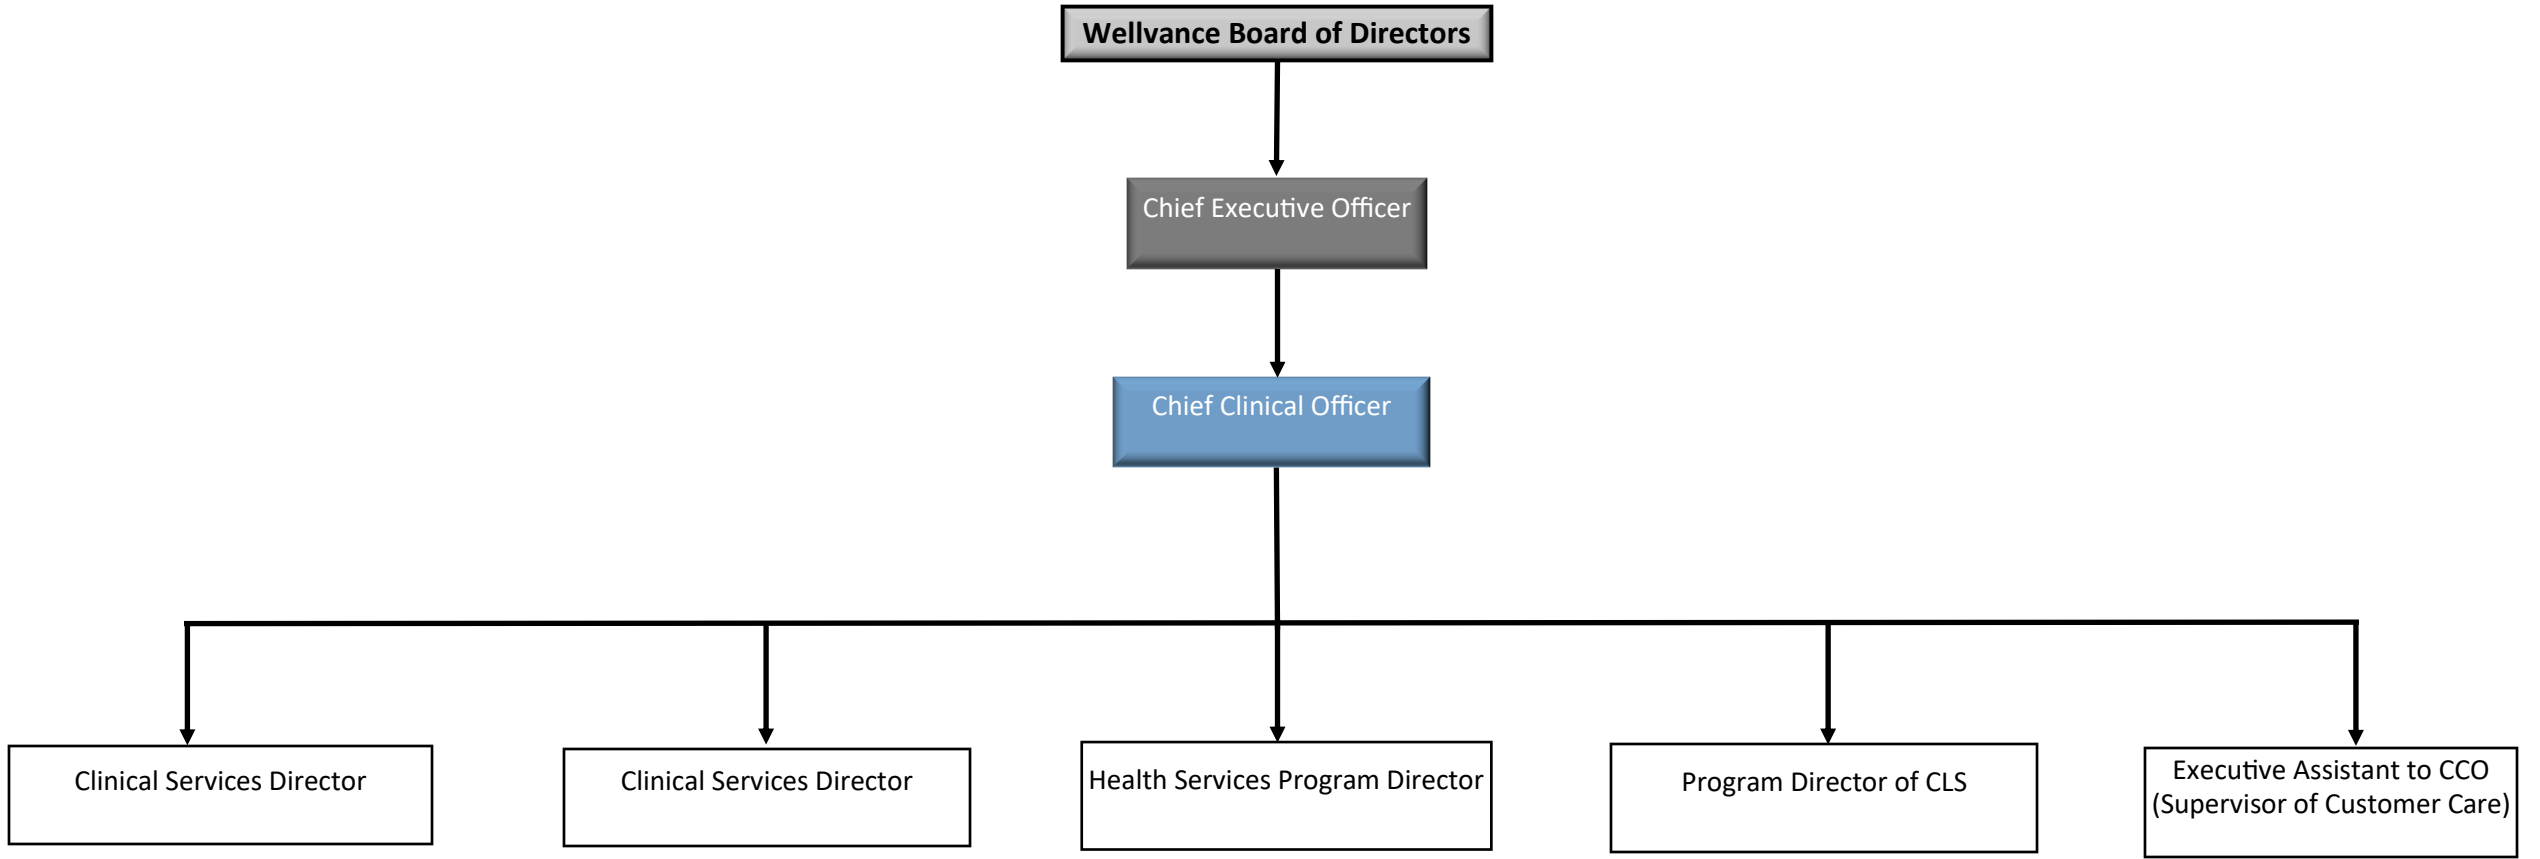 Wellvance Board of Directors
Chief Executive Officer
Chief Clinical Officer
Clinical Services Director
Clinical Services Director
Health Services Program Director
Program Director of CLS
Executive Assistant to CCO
(Supervisor of Customer Care)